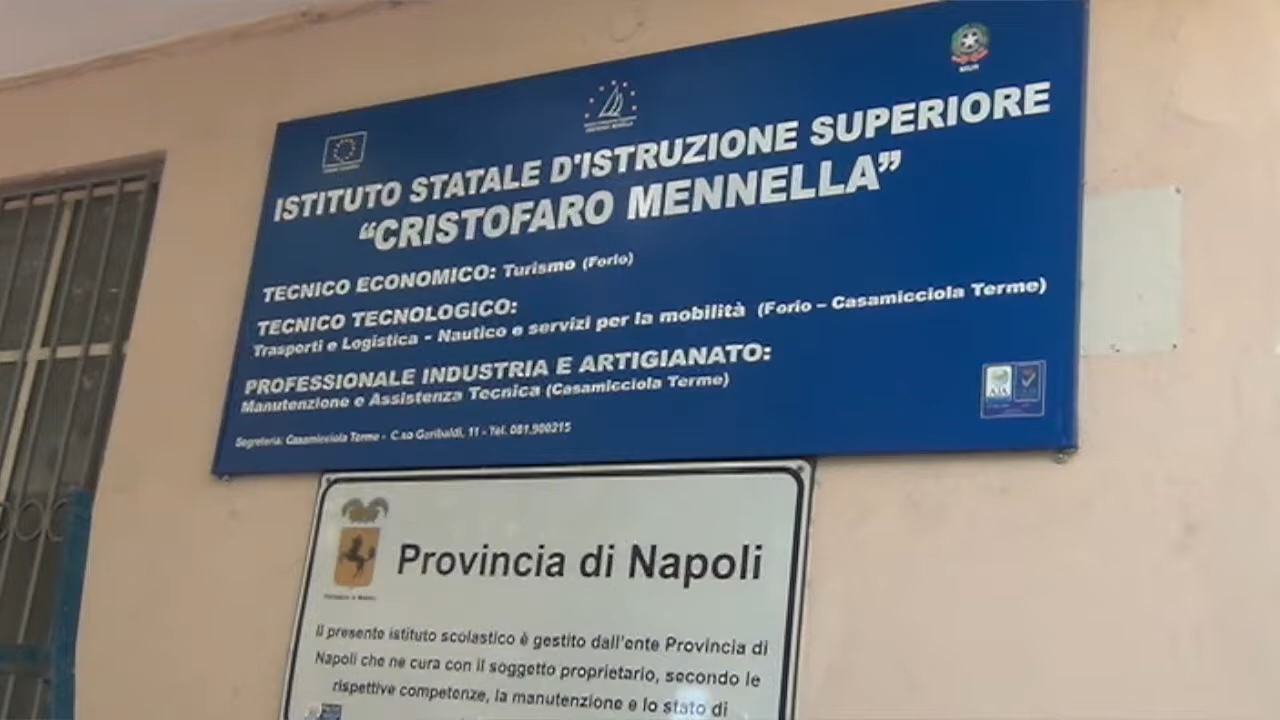 MIUR
ISTITUTO STATALE D'ISTRUZIONE SUPERIORE
“CRISTOFARO MENNELLA”
TECNICO ECONOMICO: Turismo (Forio)
TECNICO TECNOLOGICO:
Trasporti e Logistica - Nautico e servizi per la mobilità (Forio – Casamicciola Terme)
PROFESSIONALE INDUSTRIA E ARTIGIANATO:
Manutenzione e Assistenza Tecnica (Casamicciola Terme)
Segreteria: Casamicciola Terme - C.so Garibaldi, 11 - Tel. 081.900215
Provincia di Napoli
Il presente istituto scolastico è gestito dall'ente Provincia di
Napoli che ne cura con il soggetto proprietario, secondo le
rispettive competenze, la manutenzione e lo stato di